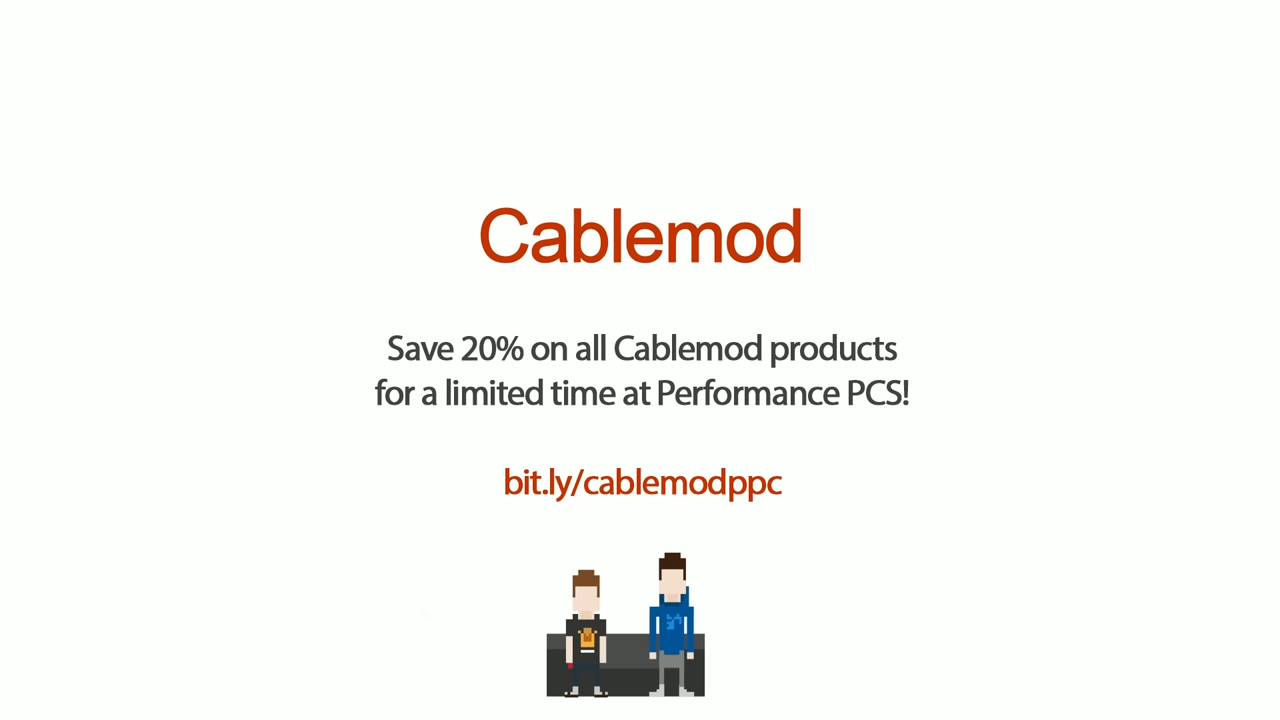 Cablemod
Save 20% on all Cablemod products
for a limited time at Performance PCS!
bit.ly/cablemodppc